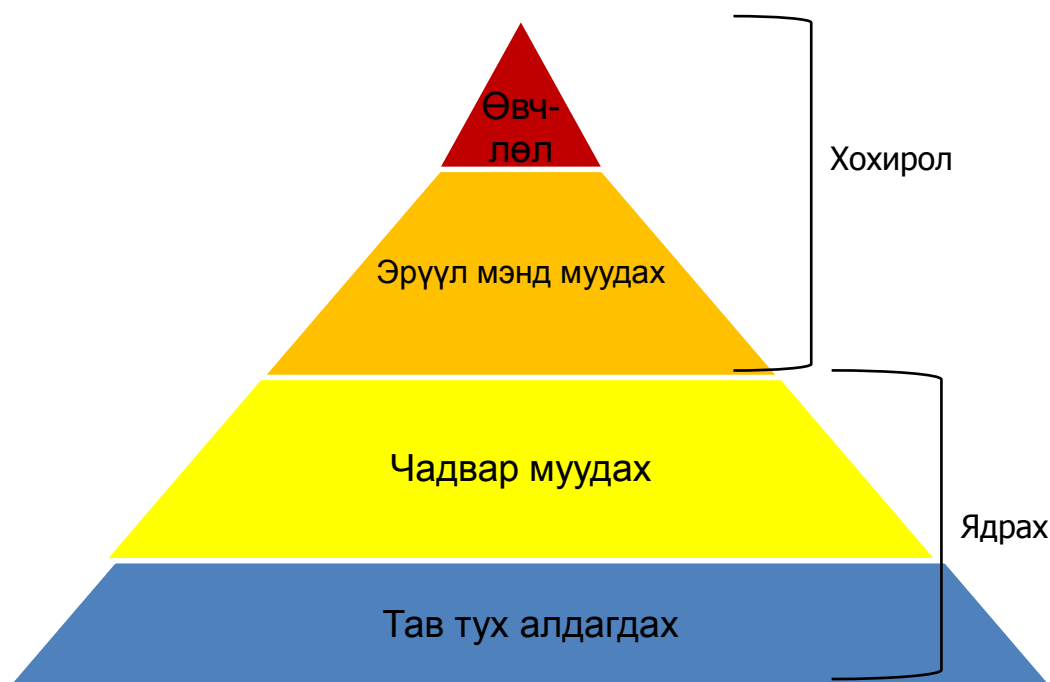 Өвч-
лөл
Хохирол
Эрүүл мэнд муудах
Чадвар муудах
Ядрах
Тав тух алдагдах